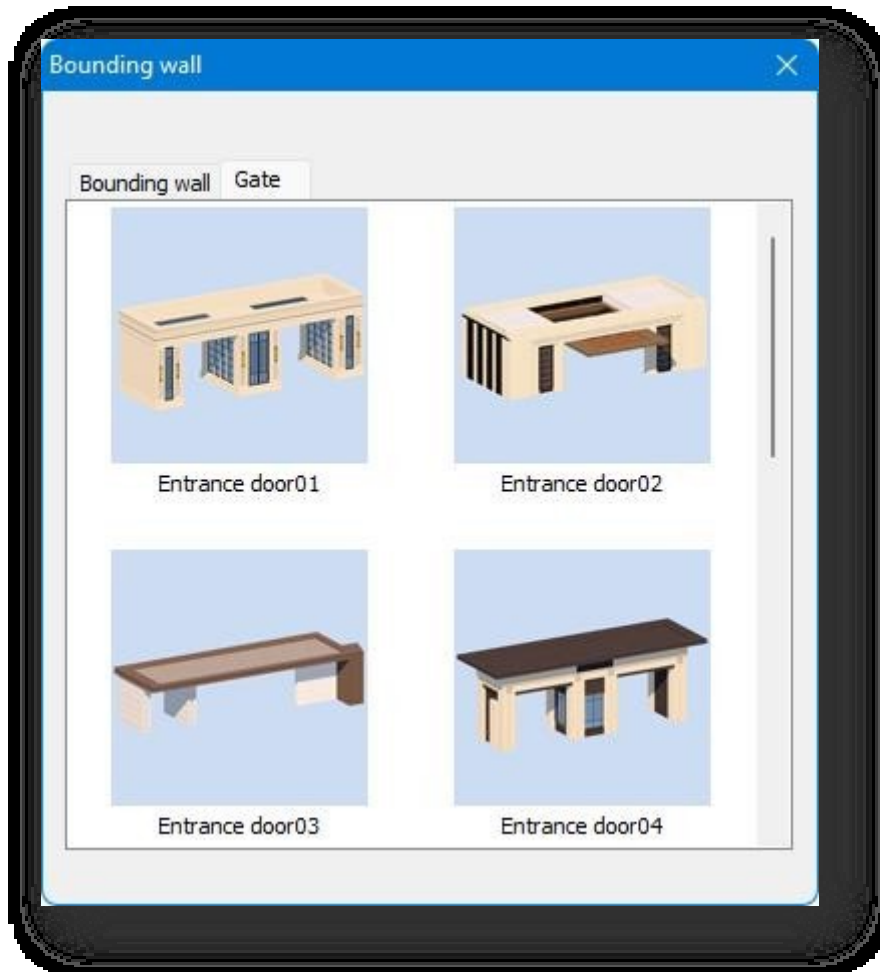 Bounding wall
Bounding wall Gate
Entrance door01 Entrance door02
Entrance door03 Entrance door04